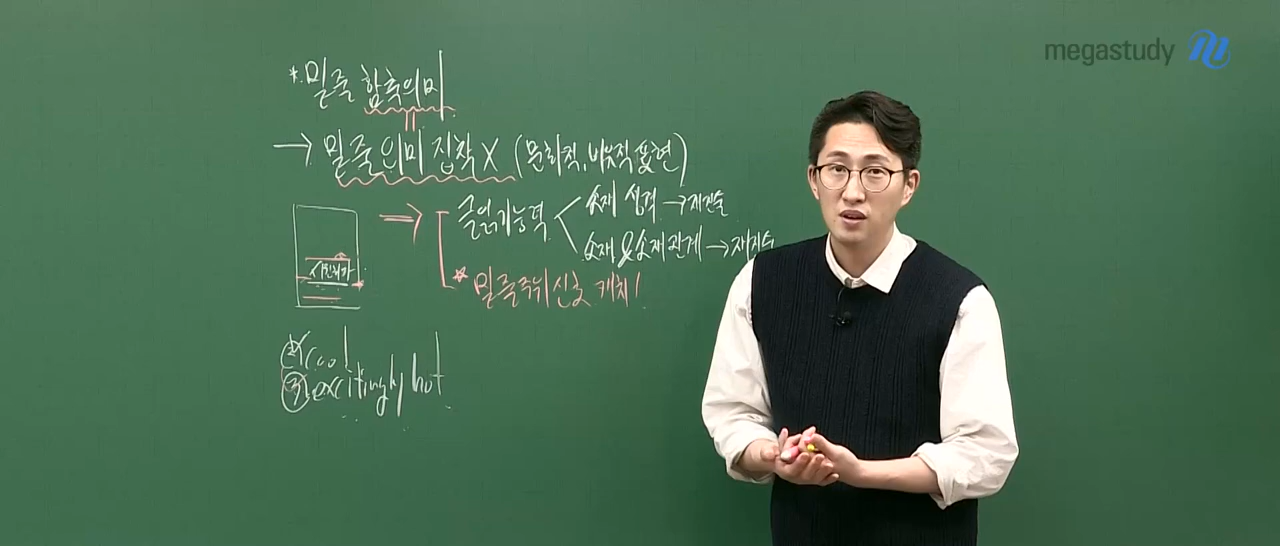 megastudy
* 밑줄 함축의미
→ 밑줄 의미 집착 X (문학적, 비유적 표현)
⇒ 글읽기능력 < 소재 성격 → 재진술
소재 & 소재 관계 → 재진술
* 밑줄주위 신호 캐치!
cool
excitingly hot